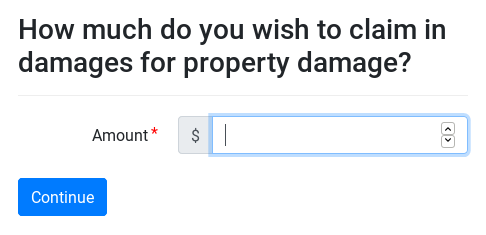 How much do you wish to claim in
damages for property damage?
Amount* $
Continue